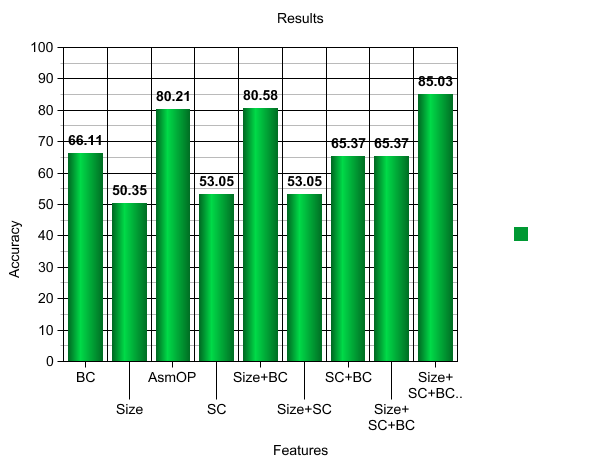 Results
100
90
80
70
60
50
40
30
20
10
0
Accuracy
66.11
50.35
80.21
53.05
80.58
53.05
65.37
65.37
85.03
BC
Size
AsmOP
SC
Size+BC
Size+SC
SC+BC
Size+
SC+BC
Size+
SC+BC..
Features